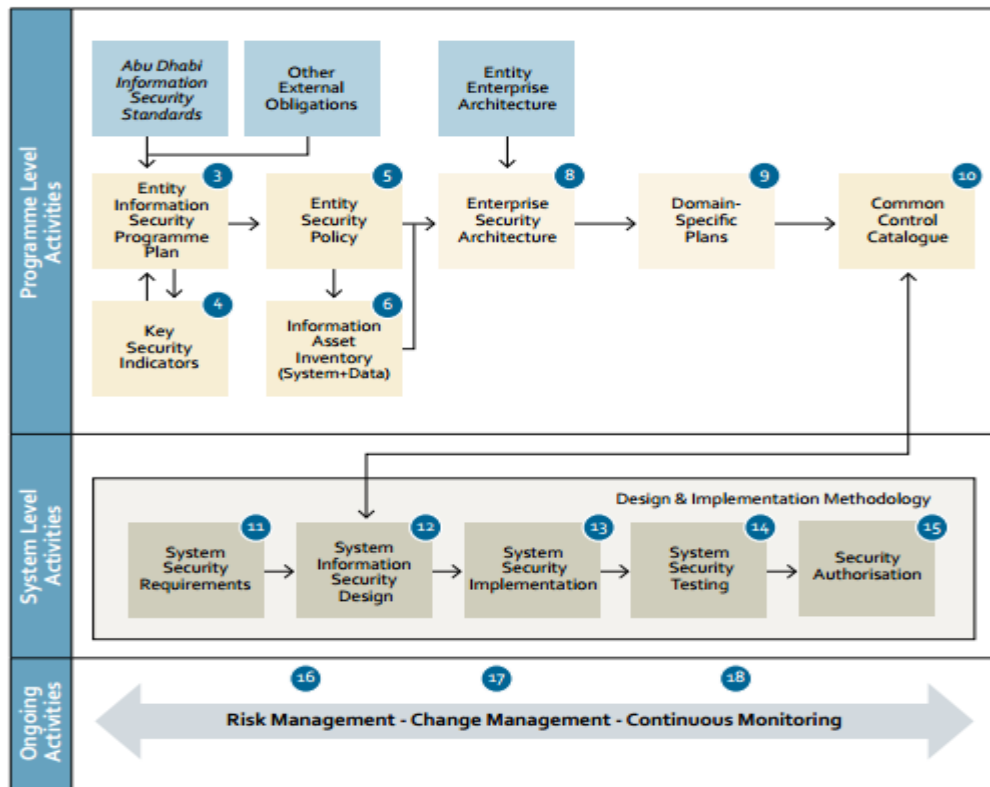 Programme Level
Activities
Abu Dhabi
Information
Security
Standards
Other
External
Obligations
Entity
Enterprise
Architecture
3
Entity
Information
Security
Programme
Plan
5
Entity
Security
Policy
8
Enterprise
Security
Architecture
9
Domain-
Specific
Plans
10
Common
Control
Catalogue
4
Key
Security
Indicators
6
Information
Asset
Inventory
(System+Data)
System Level
Activities
Design & Implementation Methodology
11
System
Security
Requirements
12
System
Information
Security
Design
13
System
Security
Implementation
14
System
Security
Testing
15
Security
Authorisation
Ongoing
Activities
16
17
18
Risk Management - Change Management - Continuous Monitoring